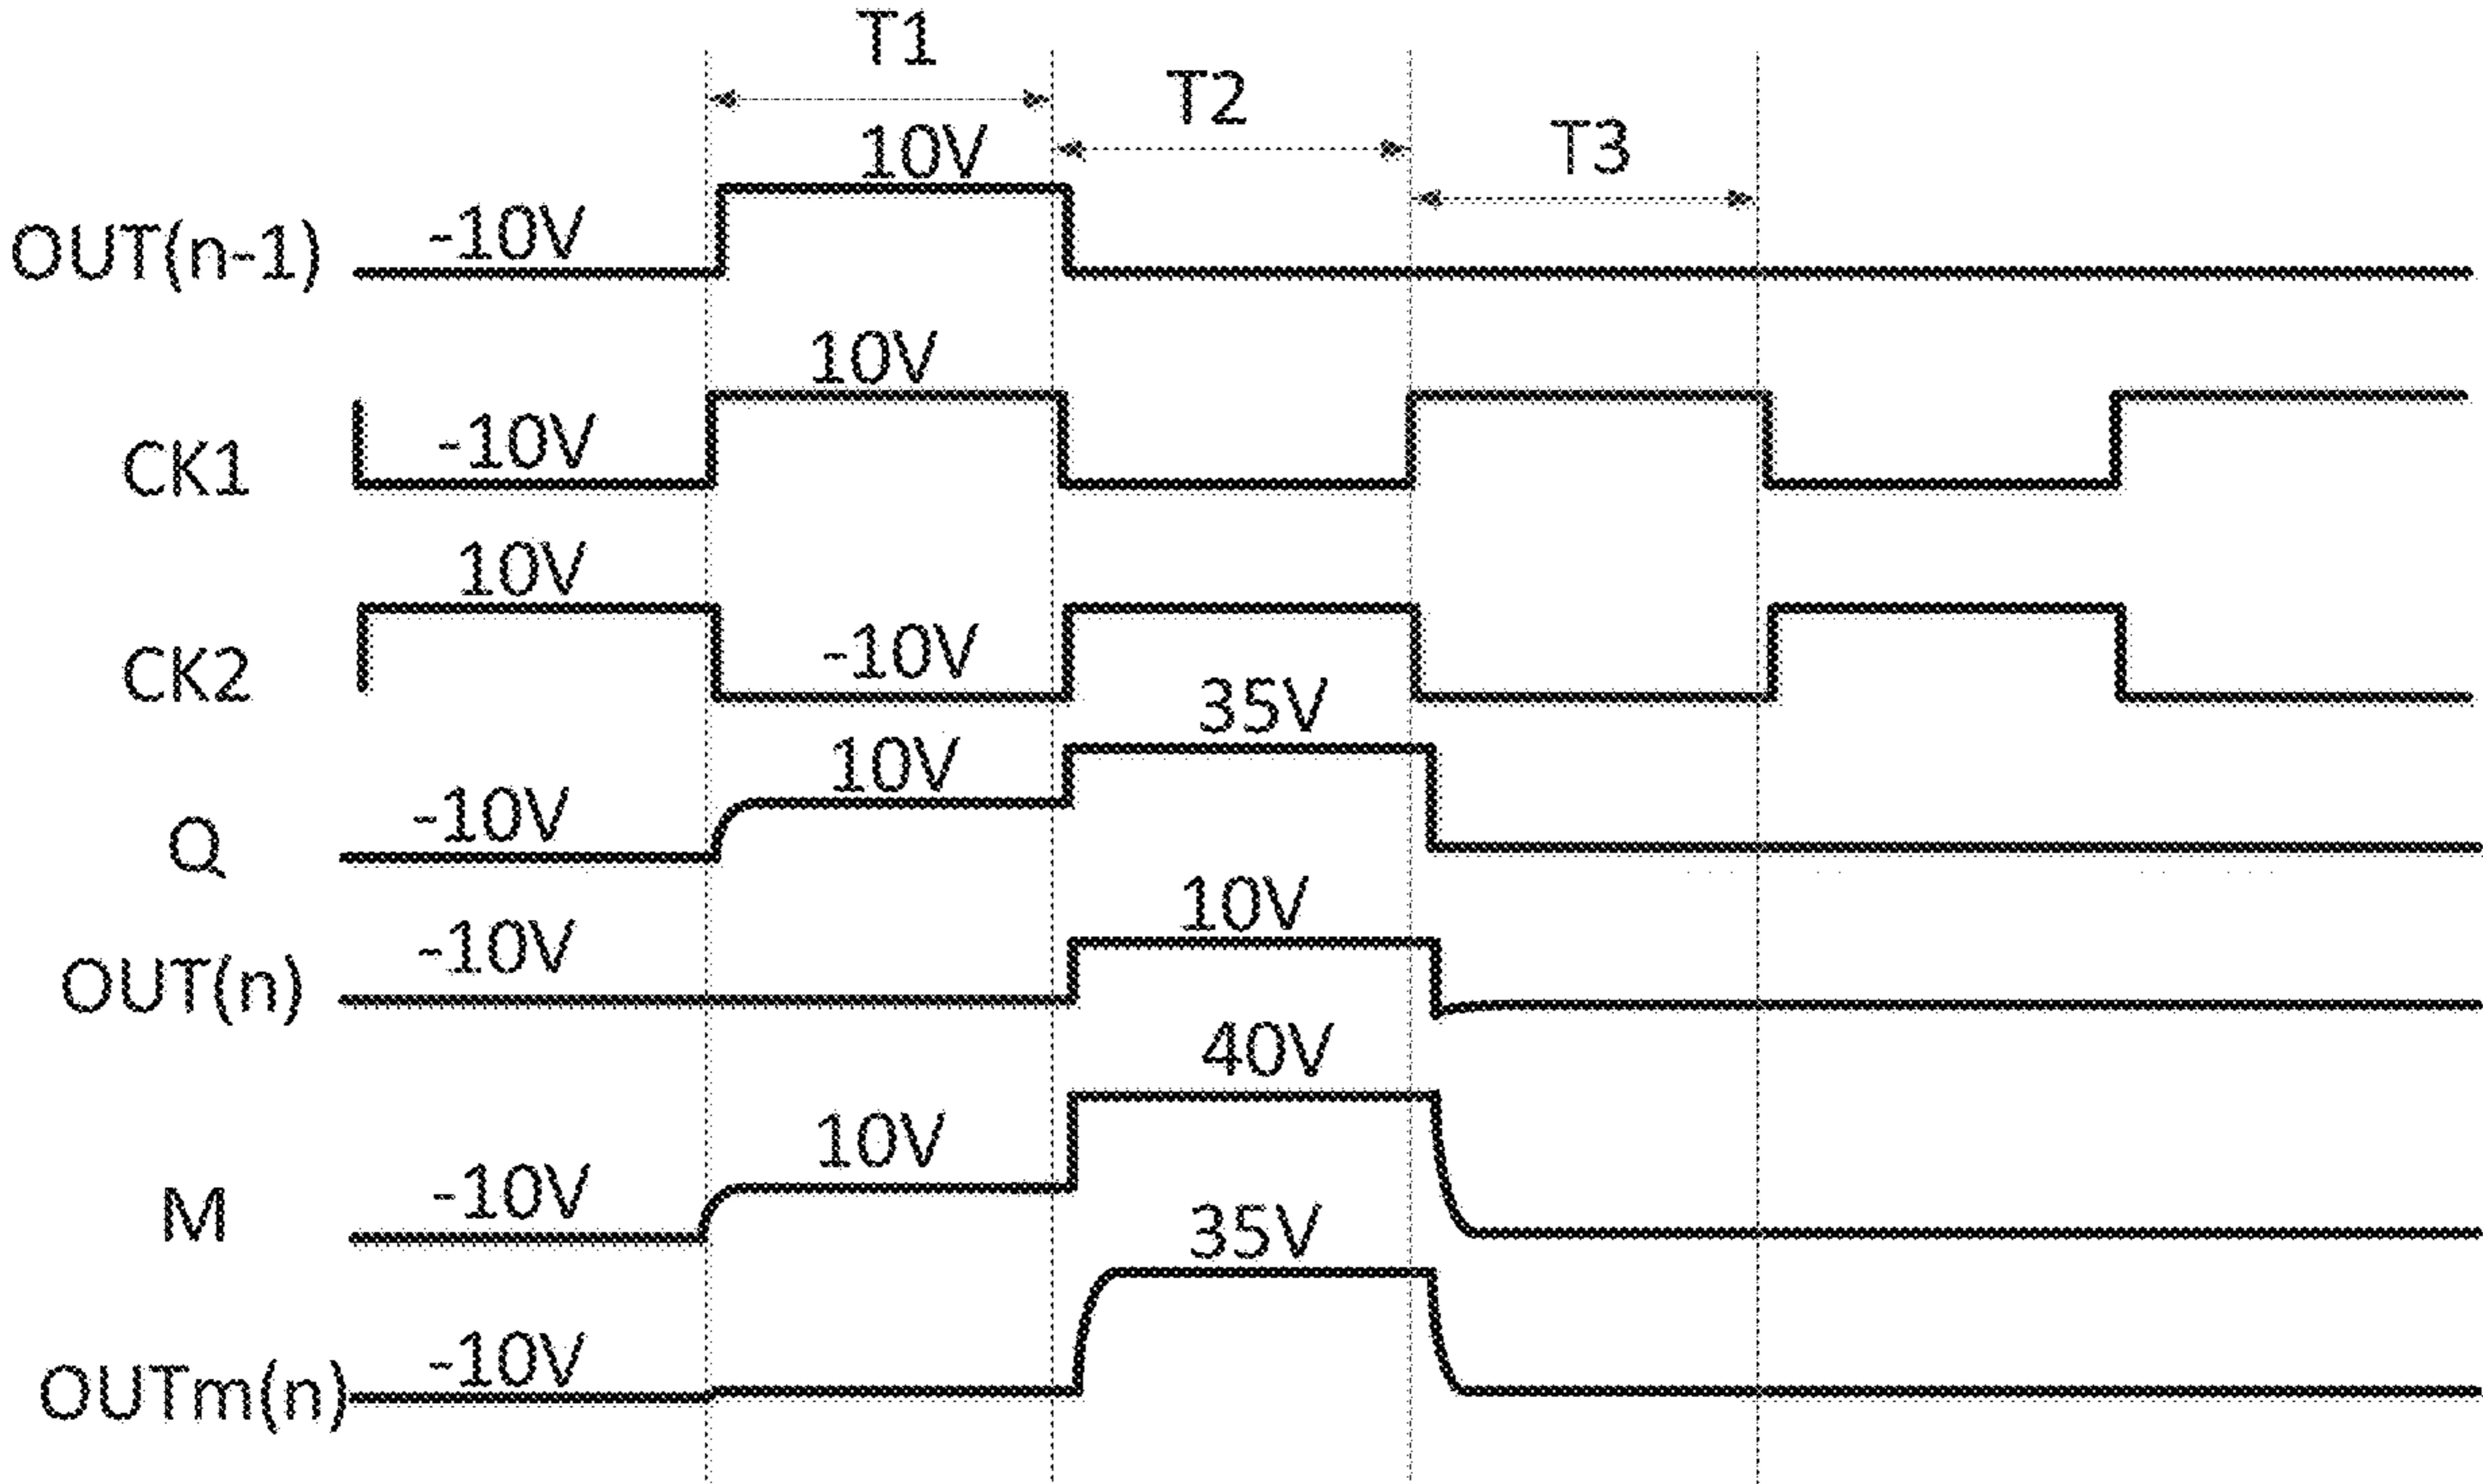 T1
T2
T3
10V
-10V
OUT(n-1)
10V
-10V
CK1
10V
-10V
CK2
35V
10V
-10V
Q
10V
-10V
OUT(n)
40V
10V
-10V
M
35V
-10V
OUTm(n)